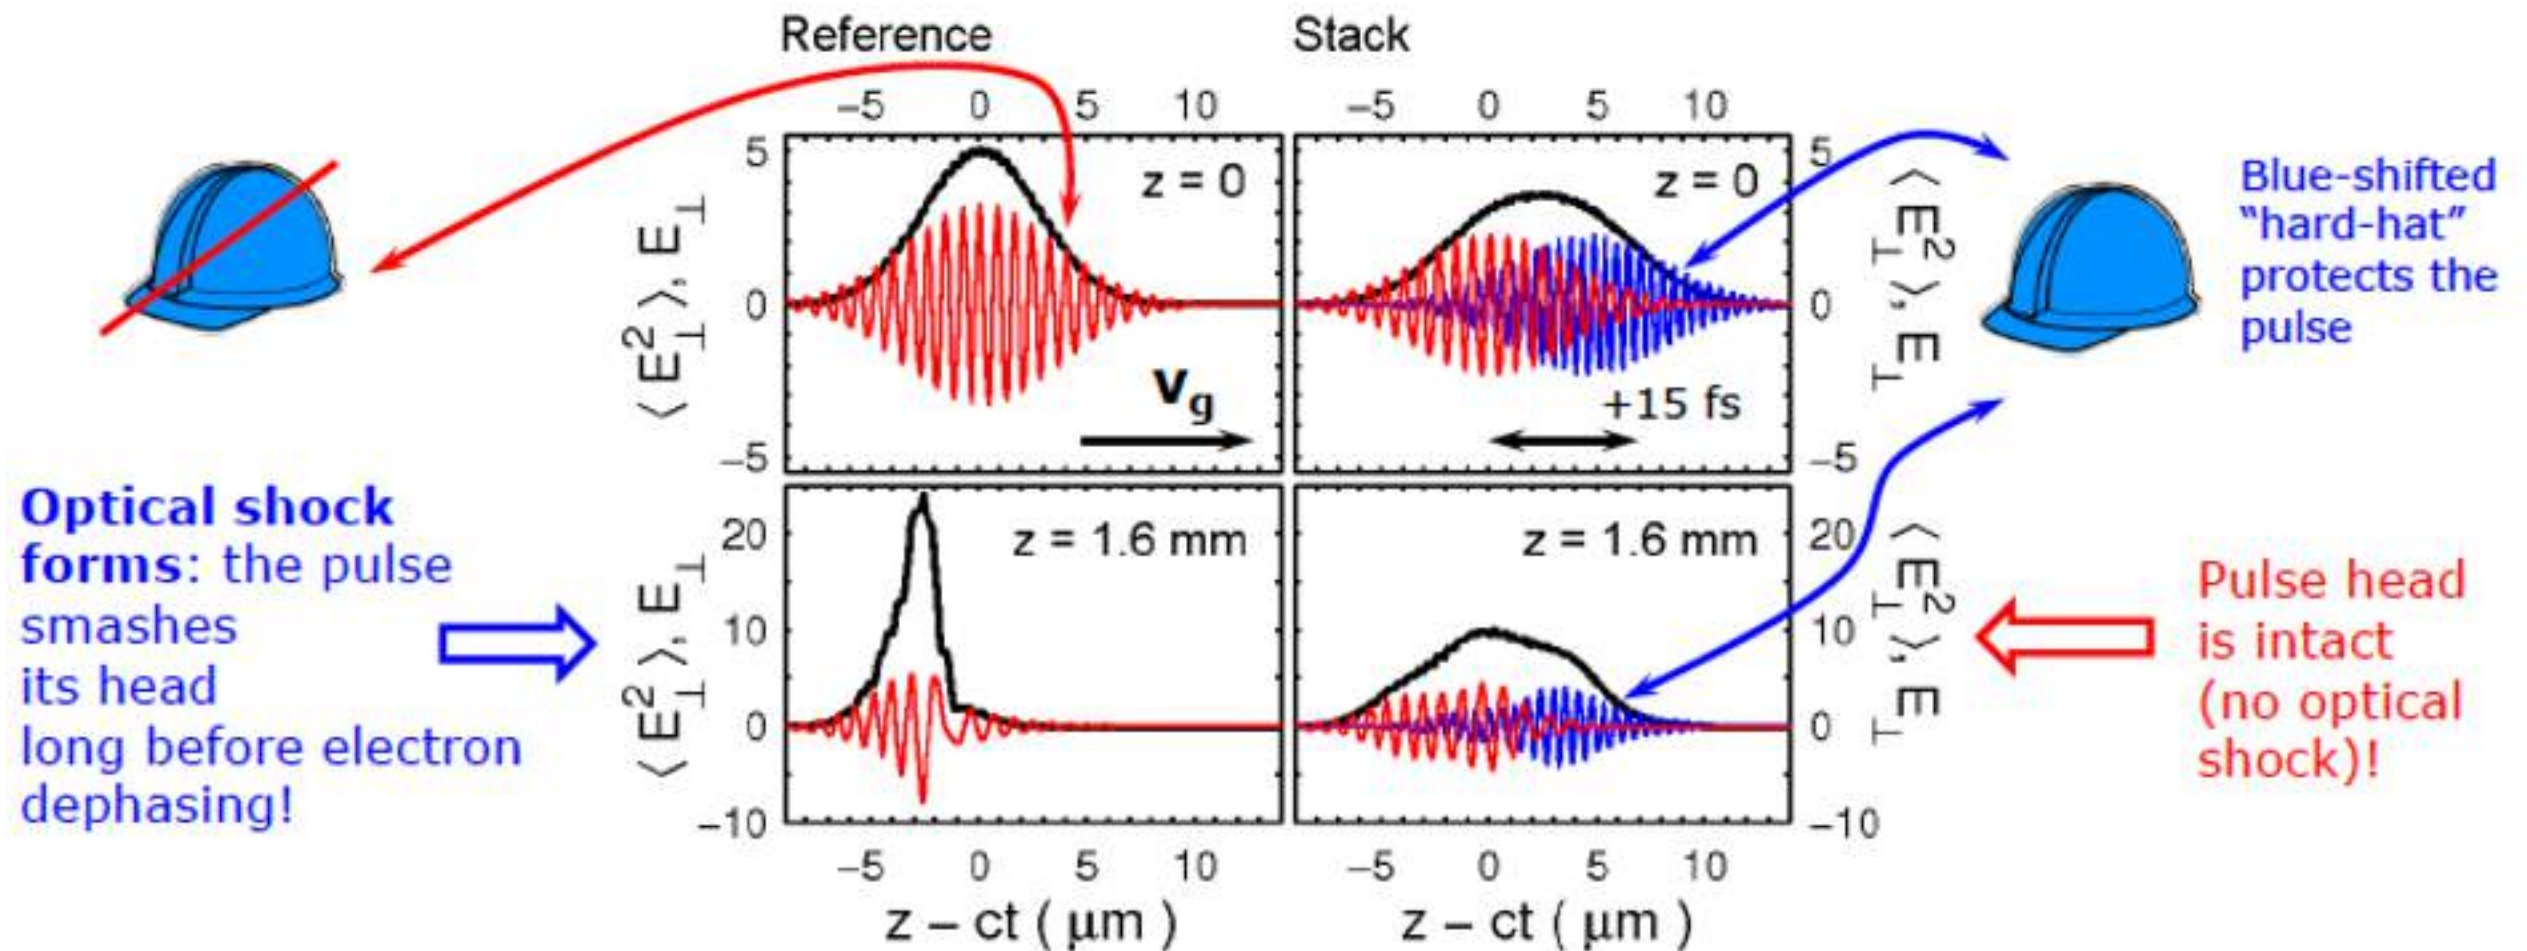 Reference
Stack
−5 0 5 10
−5 0 5 10
5
0
−5
⟨E⊥²⟩, E⊥
z = 0
vg
z = 0
+15 fs
5
0
−5
⟨E⊥²⟩, E⊥
Blue-shifted
“hard-hat”
protects the
pulse
Optical shock
forms: the pulse
smashes
its head
long before electron
dephasing!
20
10
0
−10
⟨E⊥²⟩, E⊥
z = 1.6 mm
z = 1.6 mm
20
10
0
−10
⟨E⊥²⟩, E⊥
Pulse head
is intact
(no optical
shock)!
−5 0 5 10
−5 0 5 10
z − ct ( μm )
z − ct ( μm )